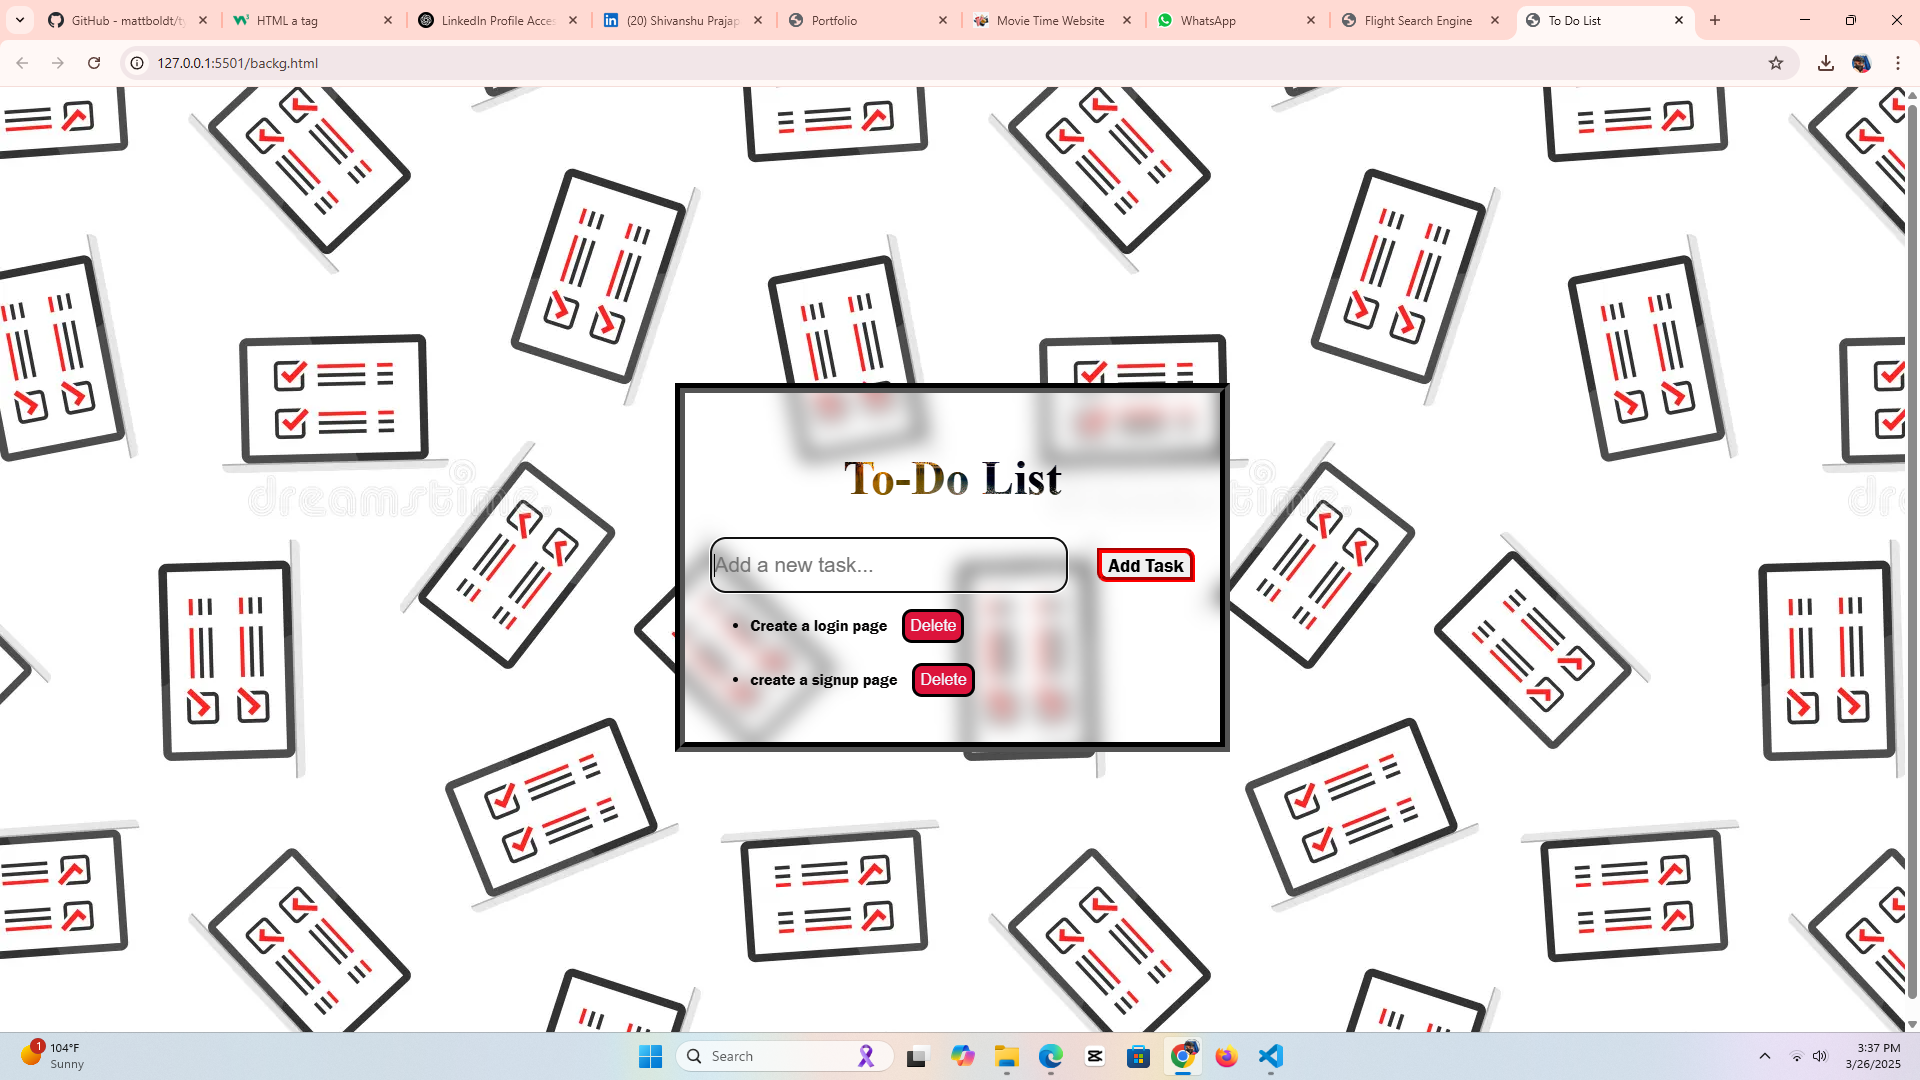 GitHub - mattboldt/ty
HTML a tag
LinkedIn Profile Acces
(20) Shivanshu Prajap
Portfolio
Movie Time Website
WhatsApp
Flight Search Engine
To Do List
127.0.0.1:5501/backg.html
dreamstime.
To-Do List
Add a new task...
Add Task
Create a login page
Delete
create a signup page
Delete
1
104°F
Sunny
Search
3:37 PM
3/26/2025